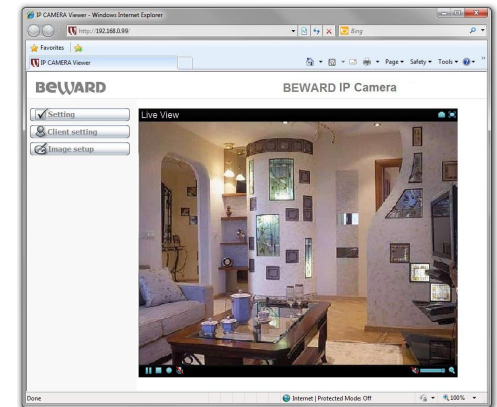 IP CAMERA Viewer - Windows Internet Explorer
http://192.168.0.99/
Bing
Favorites
IP CAMERA Viewer
Page
Safety
Tools
BEWARD
BEWARD IP Camera
Setting
Client setting
Image setup
Live View
Done
Internet | Protected Mode: Off
100%